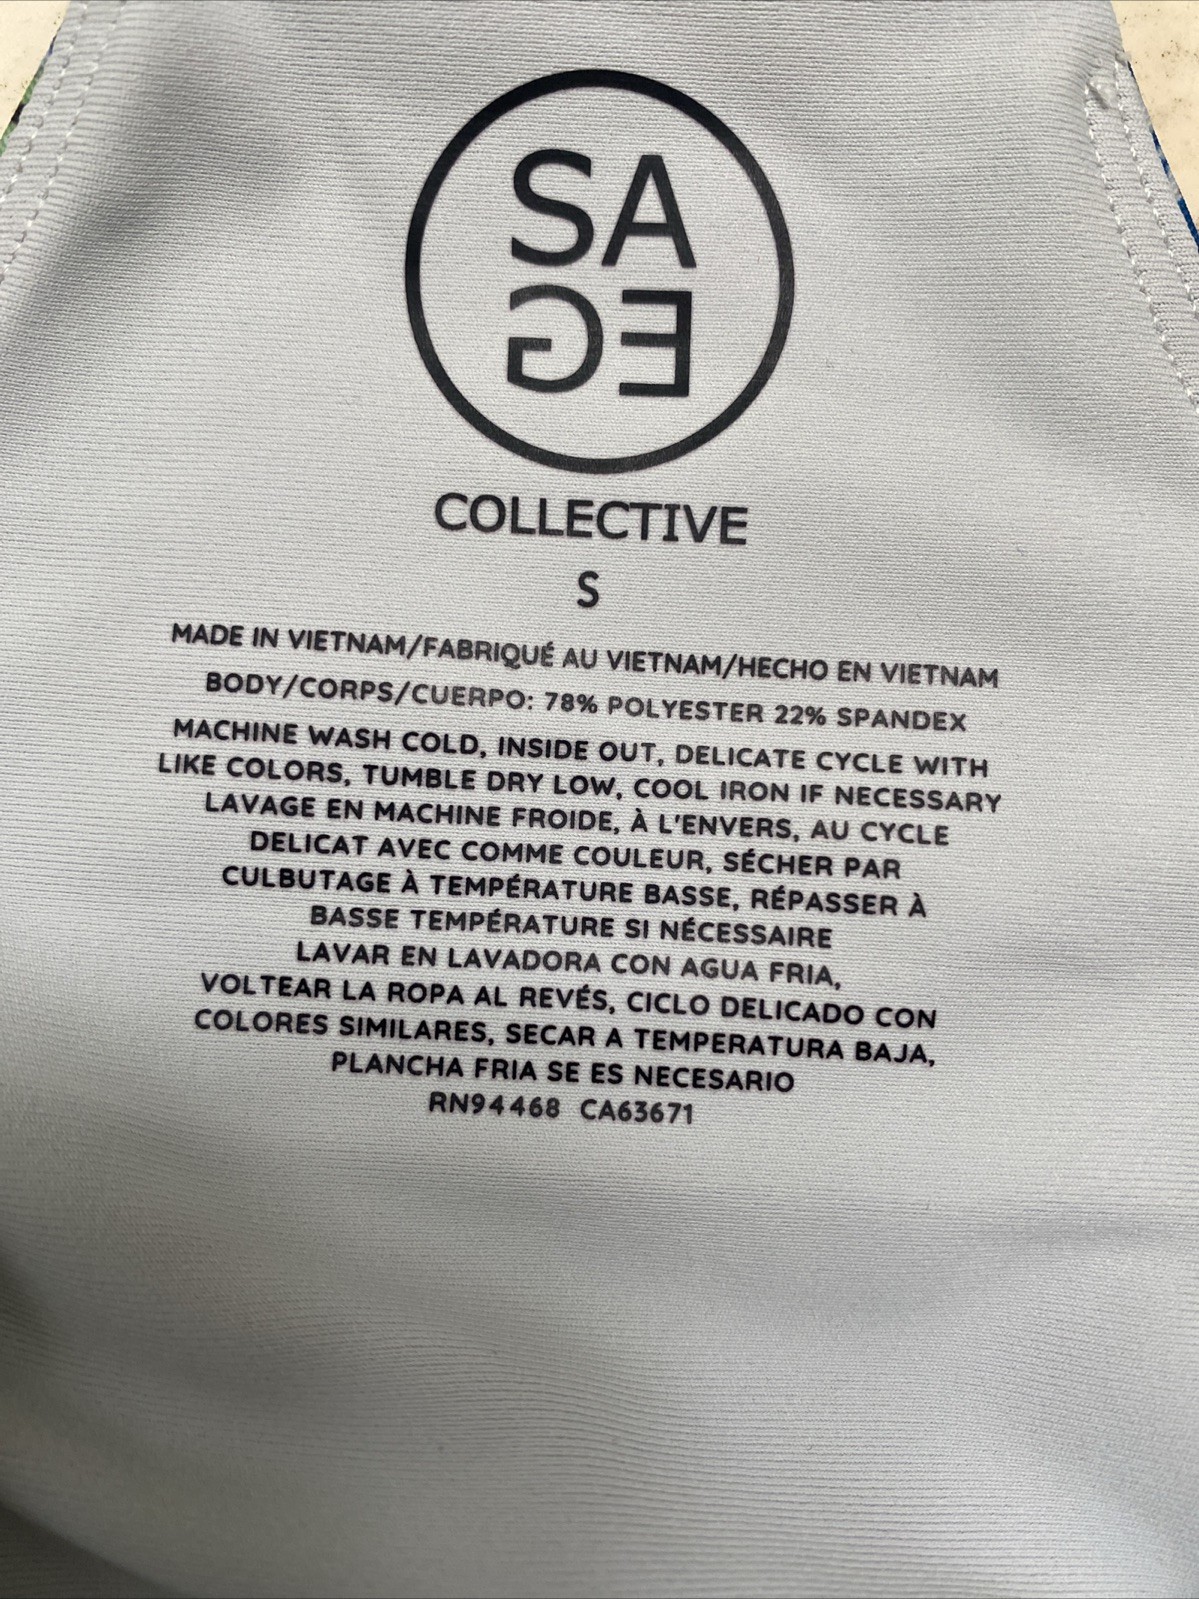 SA
GE
COLLECTIVE
S
MADE IN VIETNAM/FABRIQUÉ AU VIETNAM/HECHO EN VIETNAM
BODY/CORPS/CUERPO: 78% POLYESTER 22% SPANDEX
MACHINE WASH COLD, INSIDE OUT, DELICATE CYCLE WITH
LIKE COLORS, TUMBLE DRY LOW, COOL IRON IF NECESSARY
LAVAGE EN MACHINE FROIDE, À L'ENVERS, AU CYCLE
DELICAT AVEC COMME COULEUR, SÉCHER PAR
CULBUTAGE À TEMPÉRATURE BASSE, RÉPASSER À
BASSE TEMPÉRATURE SI NÉCESSAIRE
LAVAR EN LAVADORA CON AGUA FRIA,
VOLTEAR LA ROPA AL REVÉS, CICLO DELICADO CON
COLORES SIMILARES, SECAR A TEMPERATURA BAJA,
PLANCHA FRIA SE ES NECESARIO
RN94468 CA63671